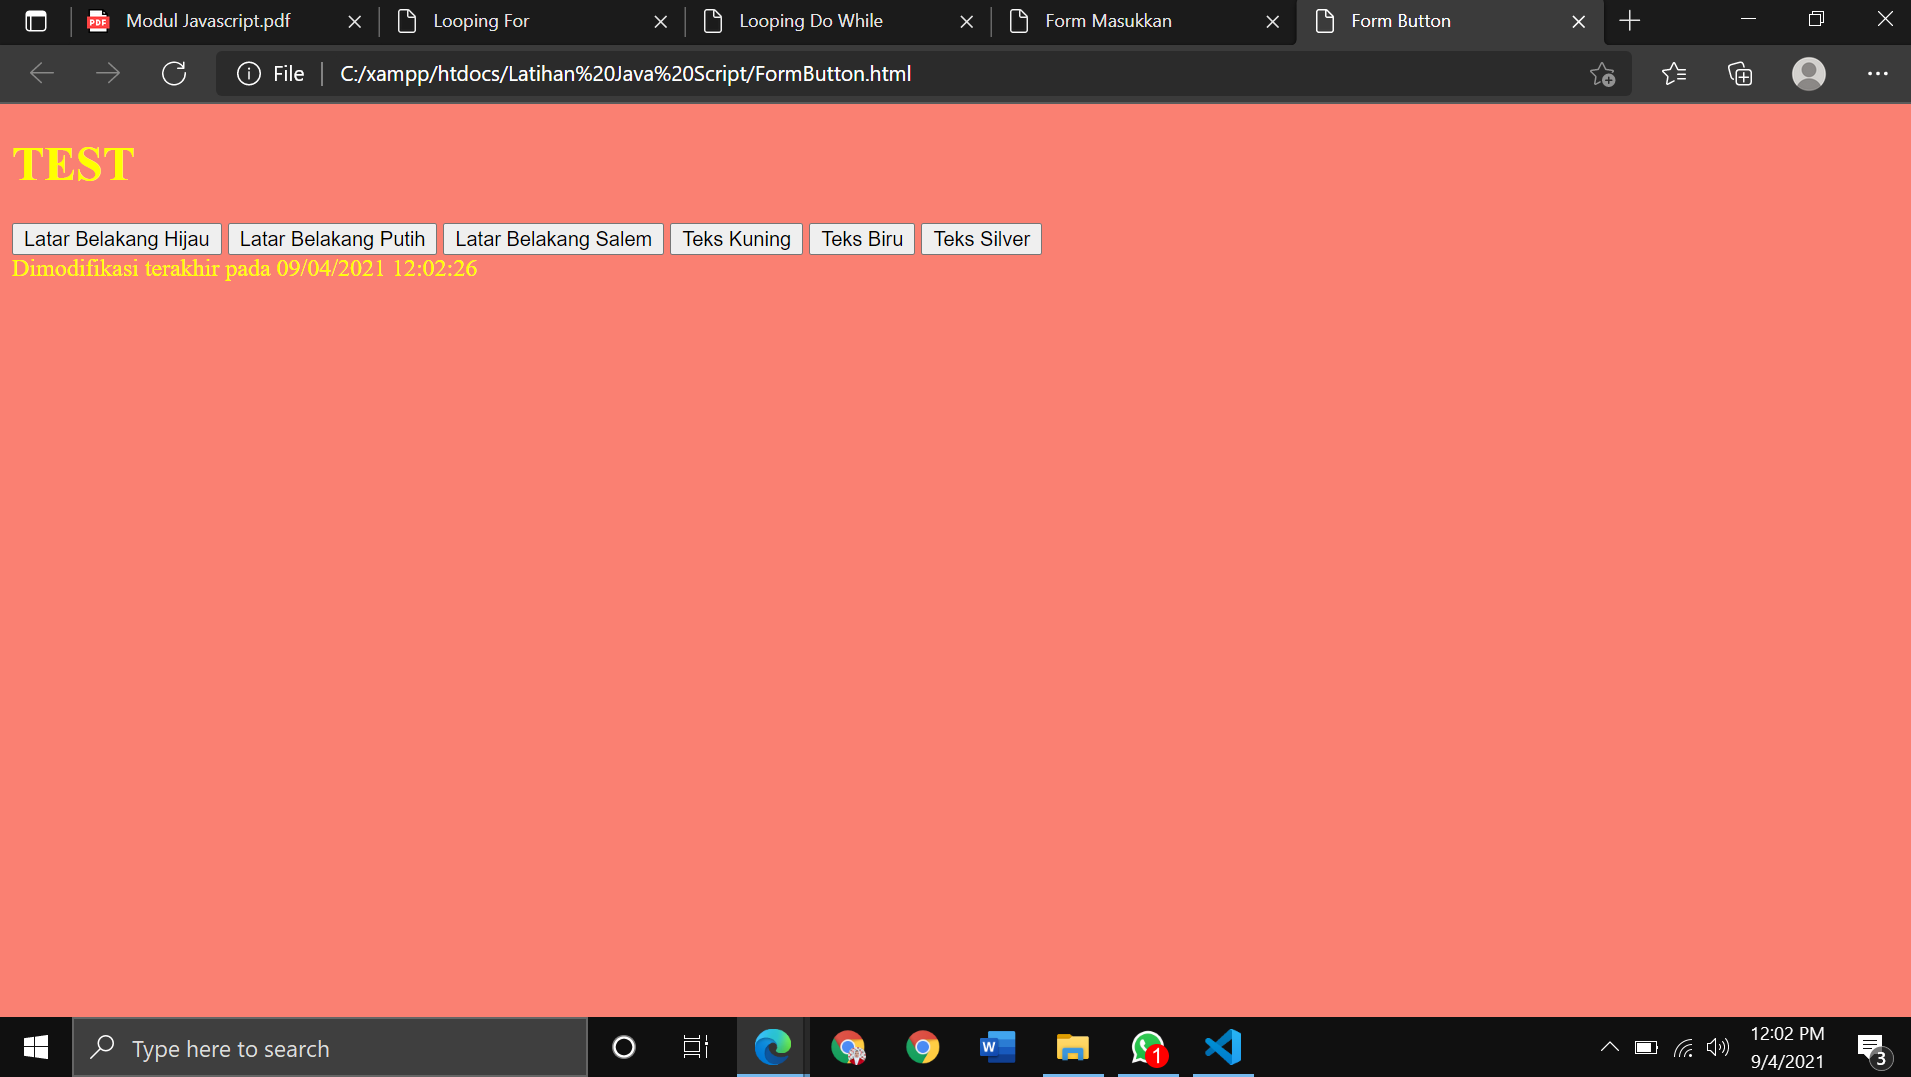 Modul Javascript.pdf
Looping For
Looping Do While
Form Masukkan
Form Button
File
C:/xampp/htdocs/Latihan%20Java%20Script/FormButton.html
TEST
Latar Belakang Hijau Latar Belakang Putih Latar Belakang Salem Teks Kuning Teks Biru Teks Silver
Dimodifikasi terakhir pada 09/04/2021 12:02:26
Type here to search
PDF
W
1
12:02 PM
9/4/2021
3